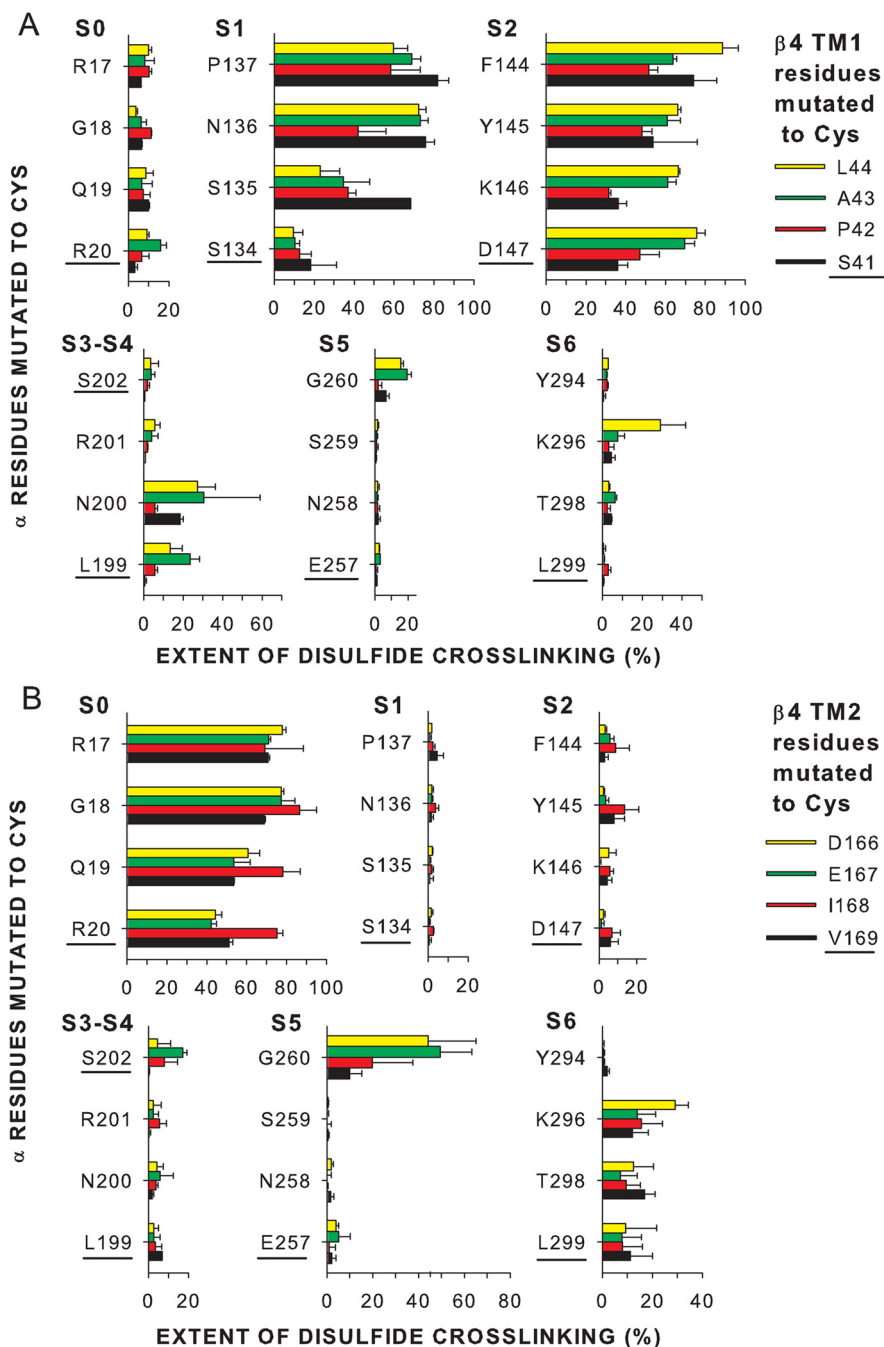 A
S0
R17
G18
Q19
R20
0 20
S1
P137
N136
S135
S134
0 20 40 60 80 100
S2
F144
Y145
K146
D147
0 20 40 60 80 100
β4 TM1
residues
mutated
to Cys
L44
A43
P42
S41
S3-S4
S202
R201
N200
L199
0 20 40 60
S5
G260
S259
N258
E257
0 20
S6
Y294
K296
T298
L299
0 20 40
α RESIDUES MUTATED TO CYS
EXTENT OF DISULFIDE CROSSLINKING (%)
B
S0
R17
G18
Q19
R20
0 20 40 60 80 100
S1
P137
N136
S135
S134
0 20
S2
F144
Y145
K146
D147
0 20
β4 TM2
residues
mutated
to Cys
D166
E167
I168
V169
S3-S4
S202
R201
N200
L199
0 20
S5
G260
S259
N258
E257
0 20 40 60 80
S6
Y294
K296
T298
L299
0 20 40
α RESIDUES MUTATED TO CYS
EXTENT OF DISULFIDE CROSSLINKING (%)